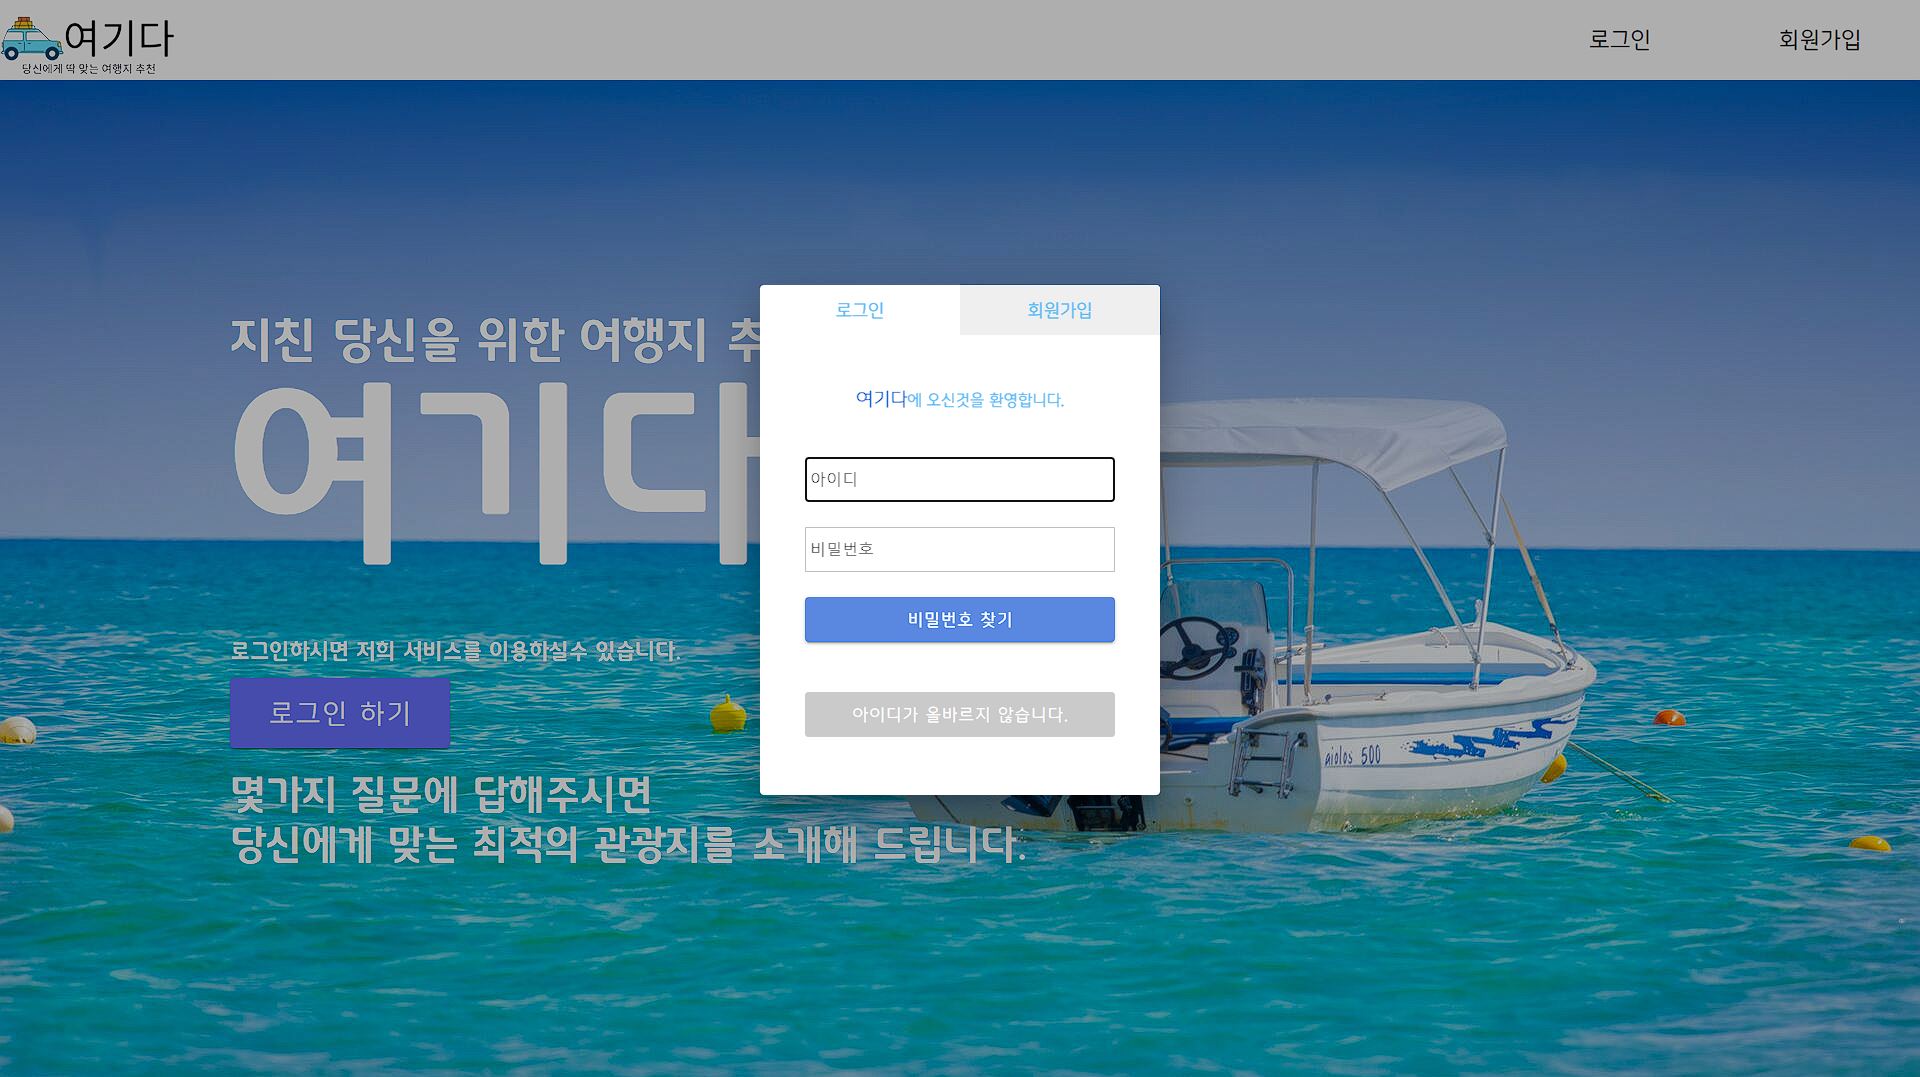 여기다
당신에게 딱 맞는 여행지 추천
로그인
회원가입
지친 당신을 위한 여행지
여기다
로그인하시면 저희 서비스를 이용하실수 있습니다.
로그인 하기
몇가지 질문에 답해주시면
당신에게 맞는 최적의 관광지를 소개해 드립니다.
로그인
회원가입
여기다에 오신것을 환영합니다.
아이디
비밀번호
비밀번호 찾기
아이디가 올바르지 않습니다.
aiolos 500